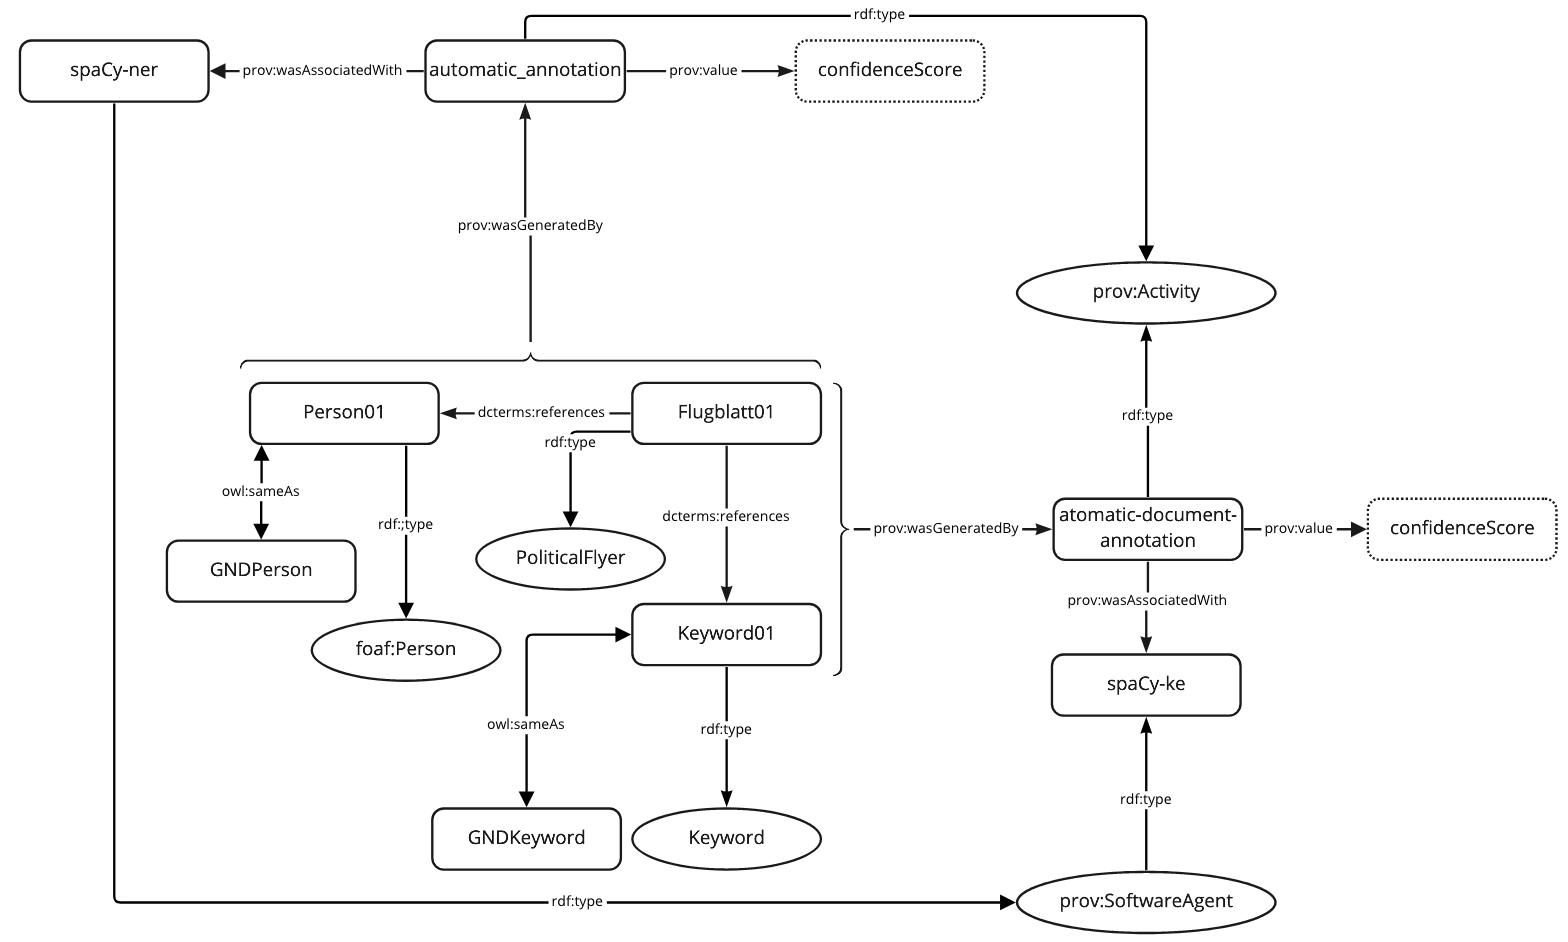 rdf:type
spaCy-ner
prov:wasAssociatedWith
automatic_annotation
prov:value
confidenceScore
prov:wasGeneratedBy
prov:Activity
Person01
dcterms:references
Flugblatt01
rdf:type
rdf:type
owl:sameAs
rdf:;type
dcterms:references
prov:wasGeneratedBy
atomatic-document-
annotation
prov:value
confidenceScore
GNDPerson
PoliticalFlyer
prov:wasAssociatedWith
foaf:Person
Keyword01
spaCy-ke
owl:sameAs
rdf:type
rdf:type
GNDKeyword
Keyword
rdf:type
prov:SoftwareAgent